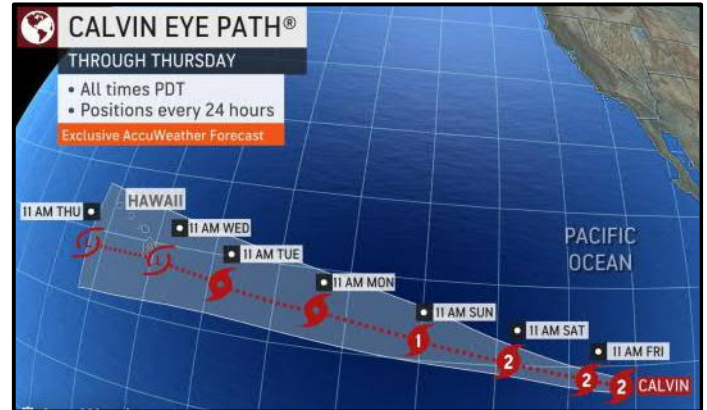 CALVIN EYE PATH®
THROUGH THURSDAY
• All times PDT
• Positions every 24 hours
Exclusive AccuWeather Forecast
HAWAII
11 AM THU
11 AM WED
11 AM TUE
11 AM MON
11 AM SUN
11 AM SAT
11 AM FRI
PACIFIC
OCEAN
L
L
1
2
2
2
CALVIN